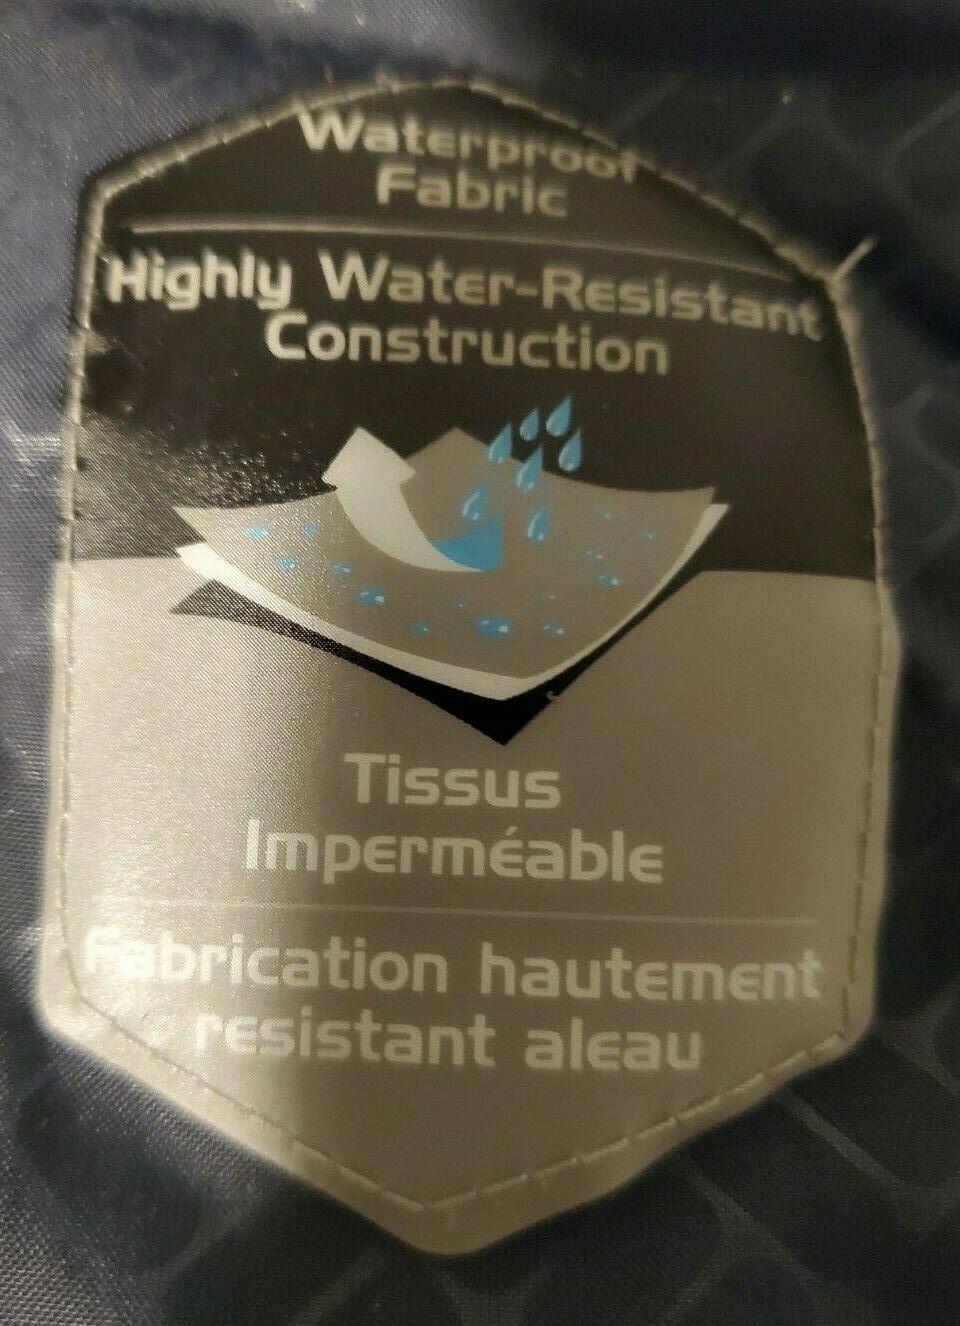 Waterproof
Fabric
Highly Water-Resistant
Construction
Tissus
Imperméable
Fabrication hautement
resistant aleau